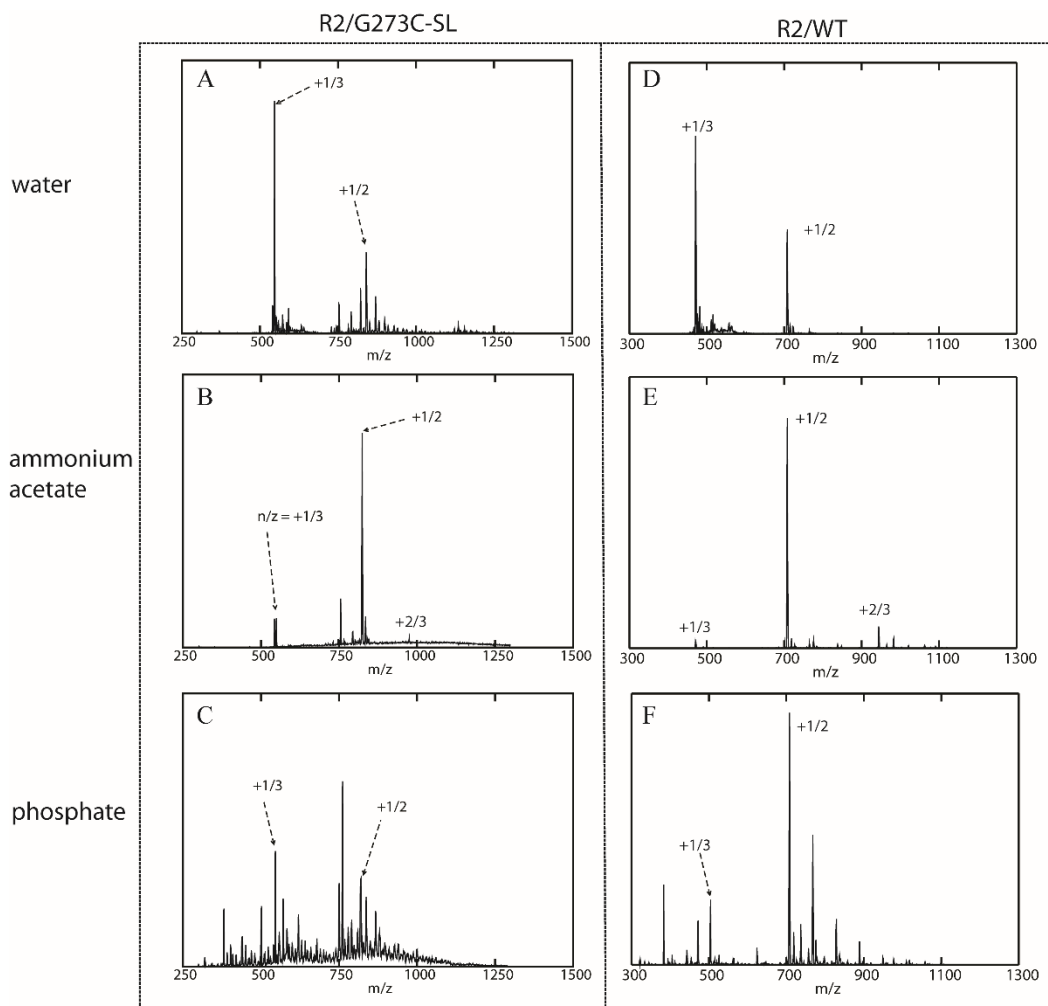 R2/G273C-SL
R2/WT
water
A
+1/3
+1/2
250 500 750 1000 1250 1500
m/z
D
+1/3
+1/2
300 500 700 900 1100 1300
m/z
ammonium
acetate
B
+1/2
n/z = +1/3
+2/3
250 500 750 1000 1250 1500
m/z
E
+1/2
+2/3
+1/3
300 500 700 900 1100 1300
m/z
phosphate
C
+1/3
+1/2
250 500 750 1000 1250 1500
m/z
F
+1/2
+1/3
300 500 700 900 1100 1300
m/z